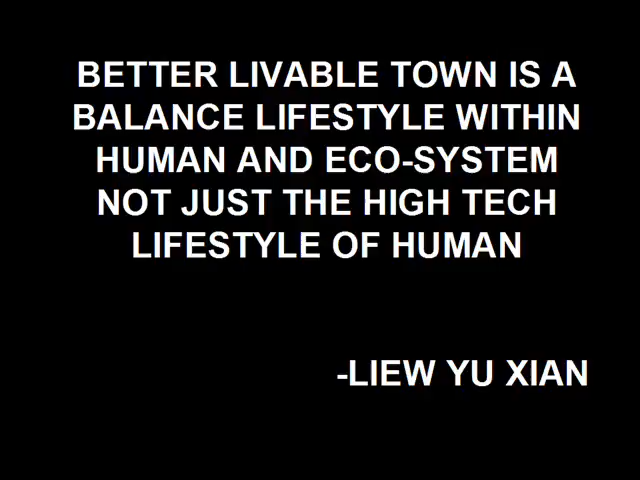 BETTER LIVABLE TOWN IS A
BALANCE LIFESTYLE WITHIN
HUMAN AND ECO-SYSTEM
NOT JUST THE HIGH TECH
LIFESTYLE OF HUMAN
-LIEW YU XIAN